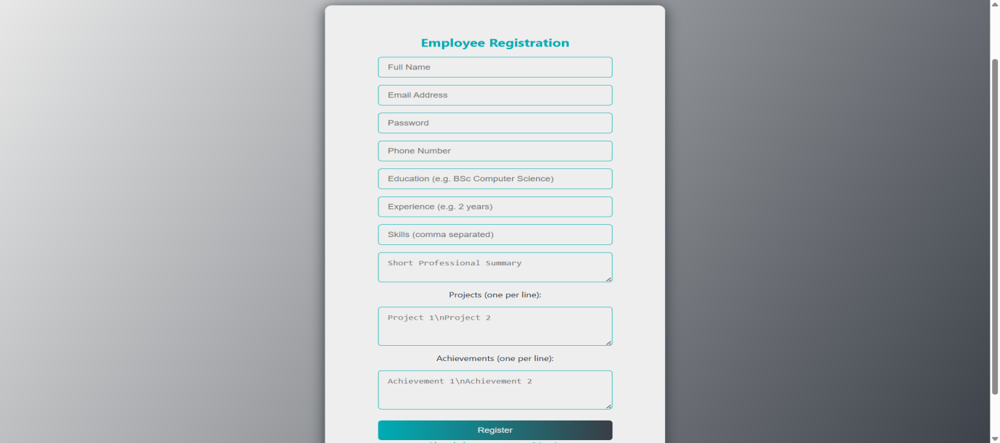 Employee Registration
Full Name
Email Address
Password
Phone Number
Education (e.g. BSc Computer Science)
Experience (e.g. 2 years)
Skills (comma separated)
Short Professional Summary
Projects (one per line):
Project 1\nProject 2
Achievements (one per line):
Achievement 1\nAchievement 2
Register